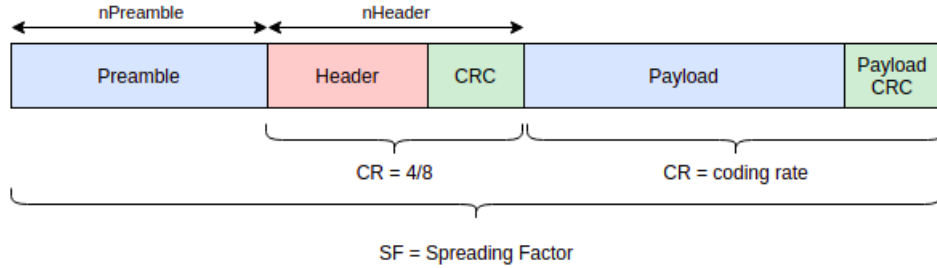 nPreamble
nHeader
Preamble
Header
CRC
Payload
Payload
CRC
CR = 4/8
CR = coding rate
SF = Spreading Factor